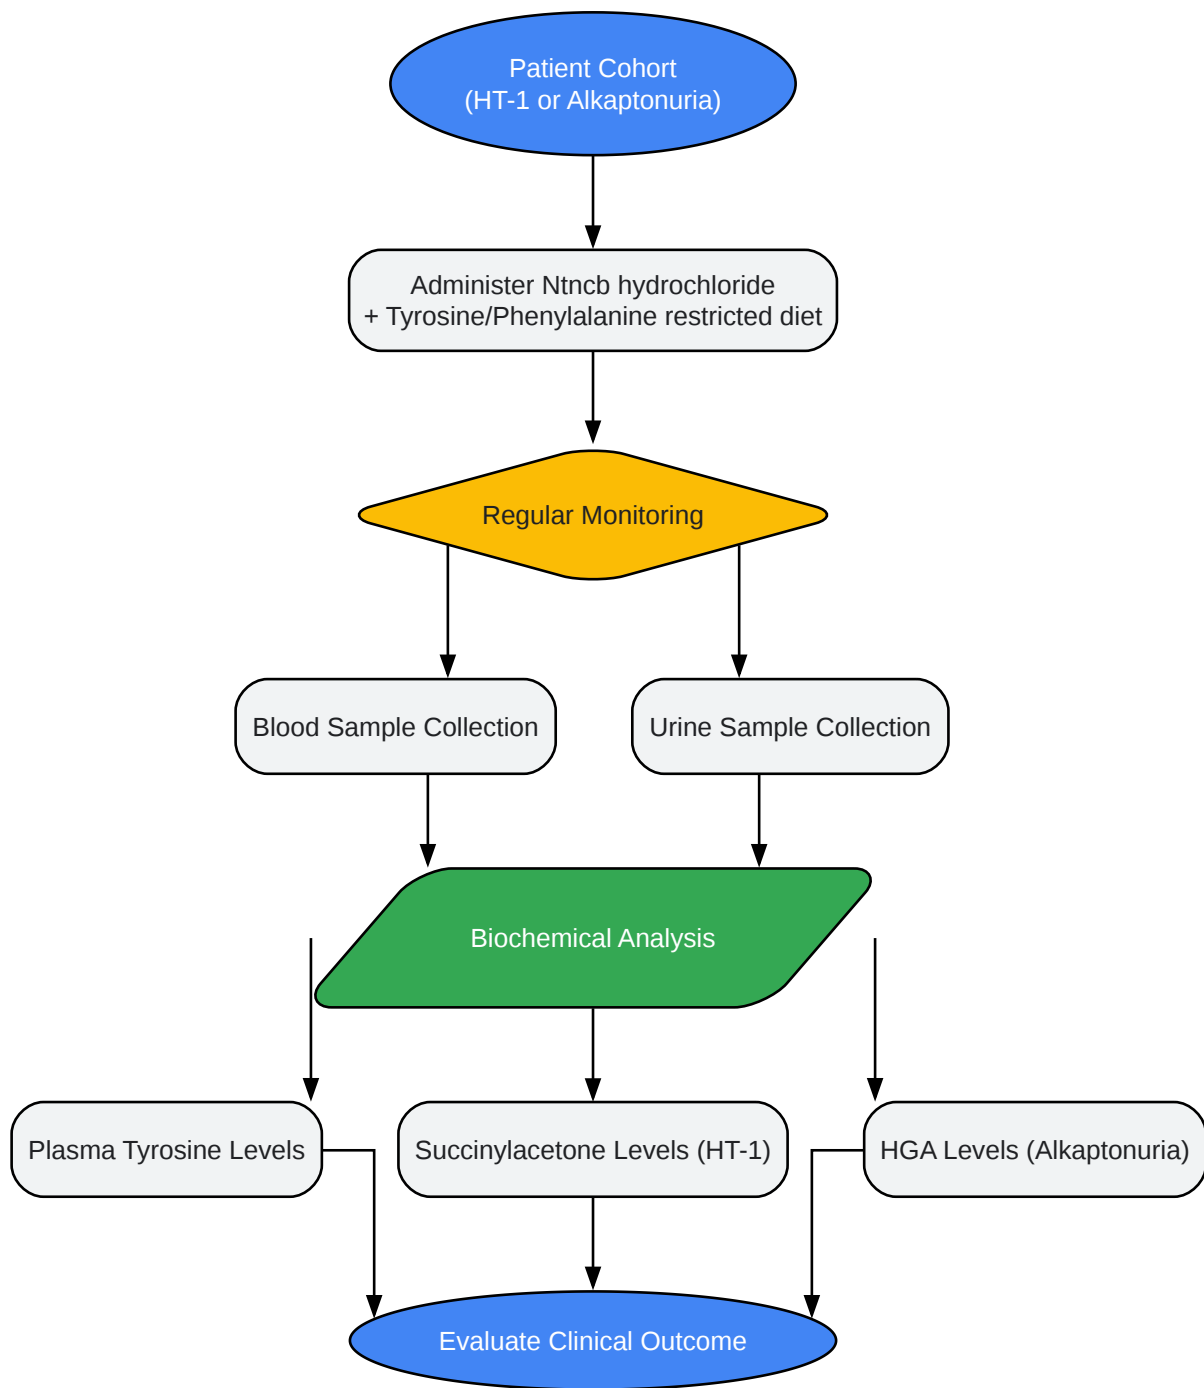 Patient Cohort
(HT-1 or Alkaptonuria)
Administer Ntncb hydrochloride
+ Tyrosine/Phenylalanine restricted diet
Regular Monitoring
Blood Sample Collection
Urine Sample Collection
Biochemical Analysis
Plasma Tyrosine Levels
Succinylacetone Levels (HT-1)
HGA Levels (Alkaptonuria)
Evaluate Clinical Outcome